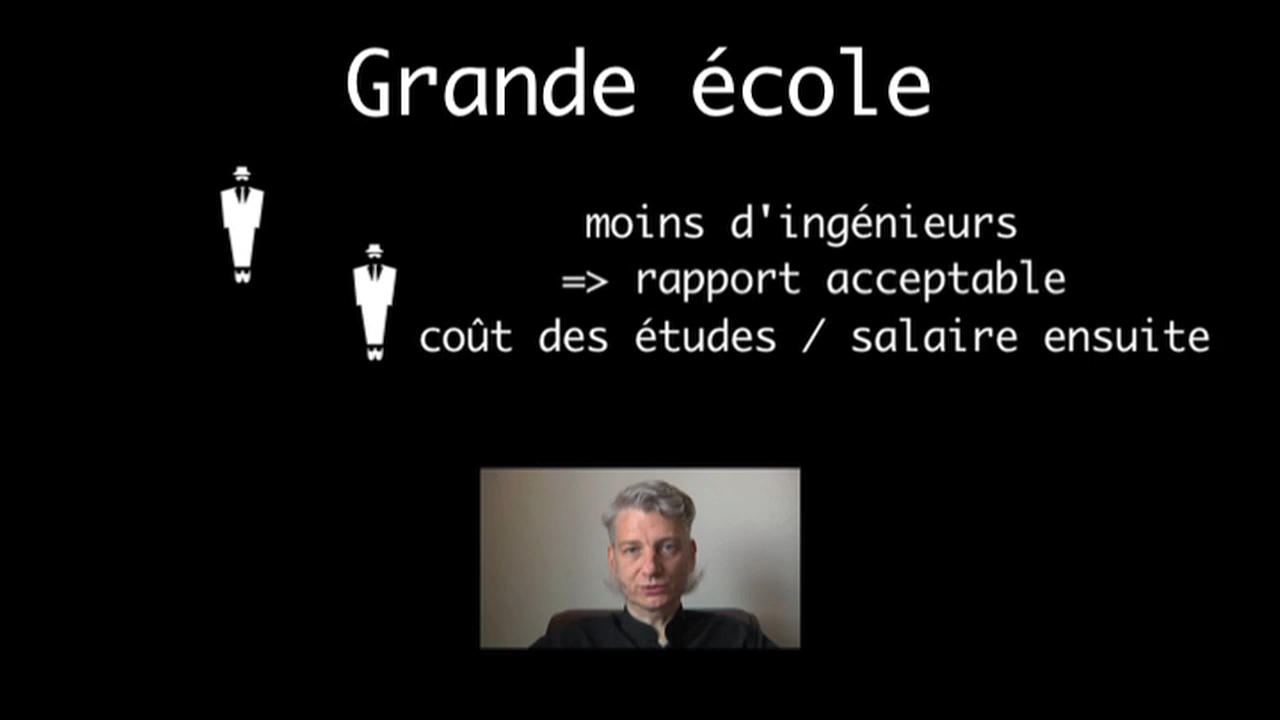 Grande école
moins d'ingénieurs
=> rapport acceptable
coût des études / salaire ensuite